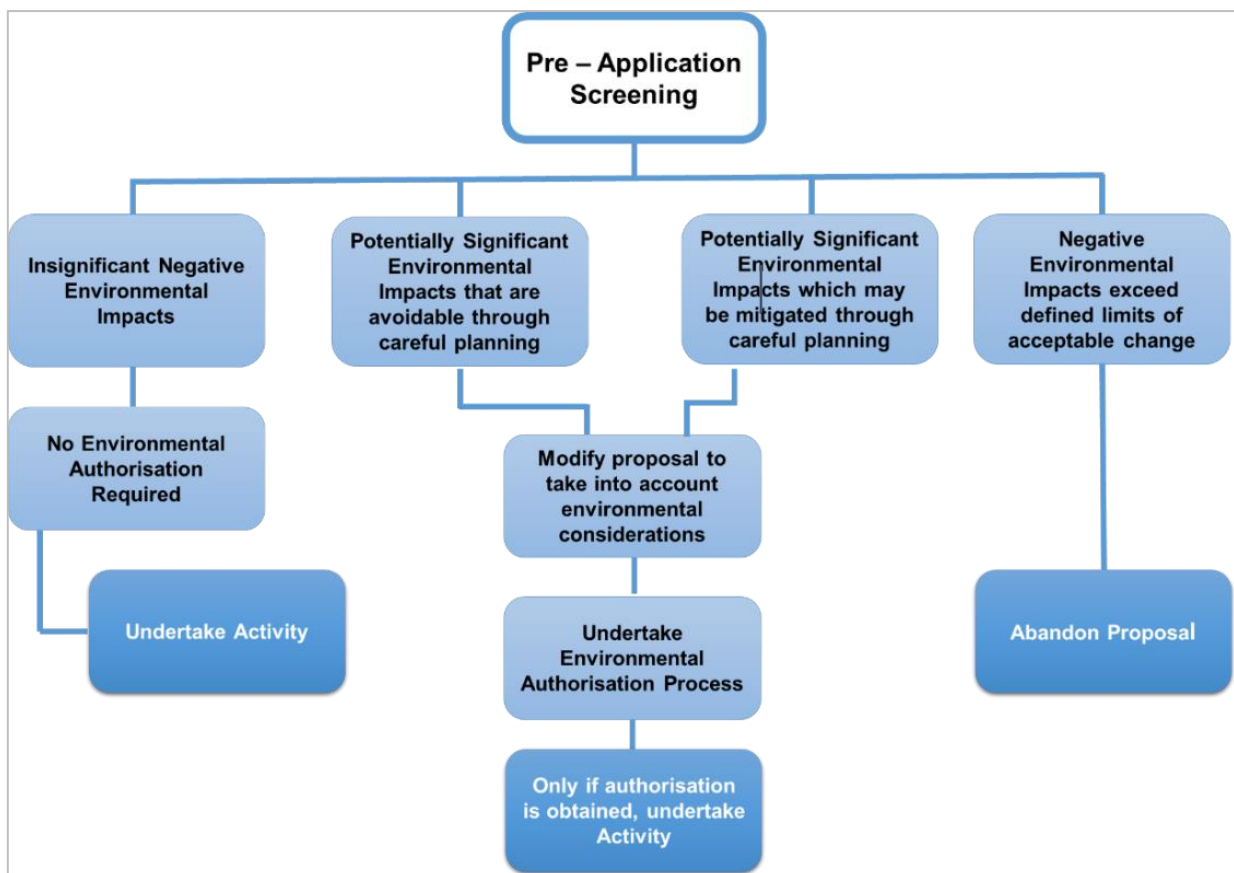 Pre – Application
Screening
Insignificant Negative
Environmental
Impacts
Potentially Significant
Environmental
Impacts that are
avoidable through
careful planning
Potentially Significant
Environmental
Impacts which may
be mitigated through
careful planning
Negative
Environmental
Impacts exceed
defined limits of
acceptable change
No Environmental
Authorisation
Required
Modify proposal to
take into account
environmental
considerations
Undertake Activity
Undertake
Environmental
Authorisation Process
Abandon Proposal
Only if authorisation
is obtained, undertake
Activity